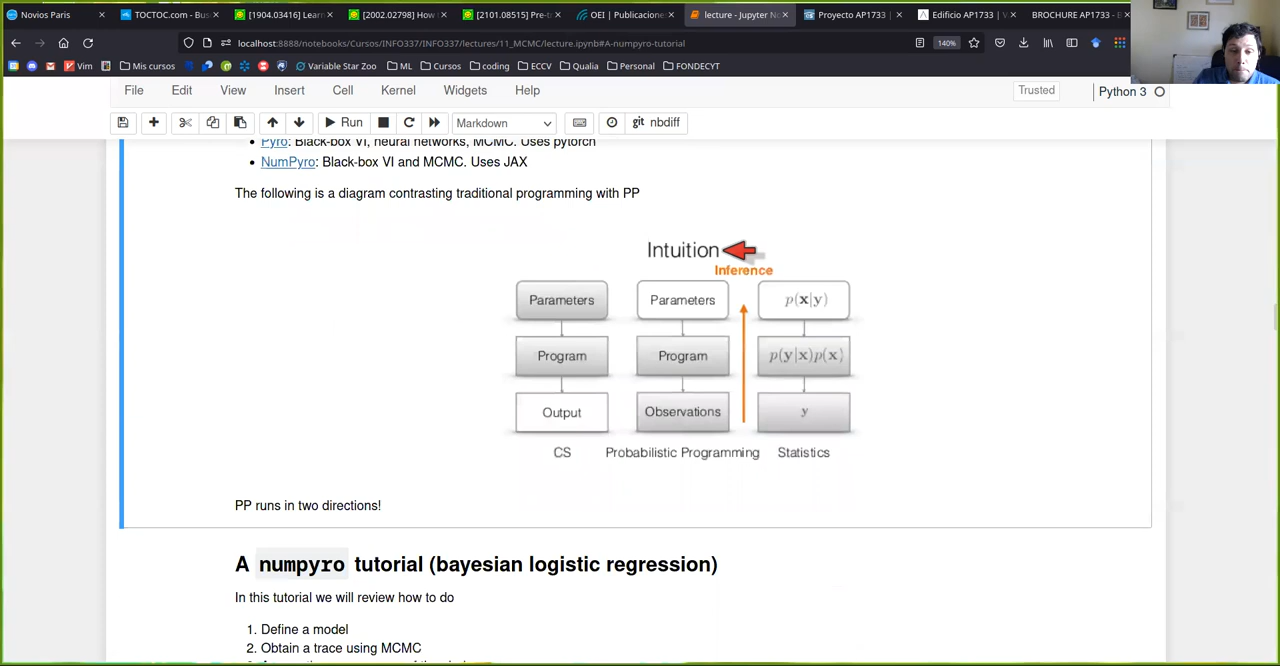 Novios Paris
TOCTOC.com - Bus
[1904.03416] Lear
[2002.02798] How
[2101.08515] Pre-t
OEI | Publicacione
lecture - Jupyter N
Proyecto AP1733
Edificio AP1733 | V
BROCHURE AP1733 - B
localhost:8888/notebooks/Cursos/INFO337/INFO337/lectures/11_MCMC/lecture.ipynb#A-numpyro-tutorial
140%
Vim
Mis cursos
Variable Star Zoo
ML
Cursos
coding
ECCV
Qualia
Personal
FONDECYT
File Edit View Insert Cell Kernel Widgets Help
Trusted
Python 3
Run
Markdown
git nbdiff
• Pyro: Black-box VI, neural networks, MCMC. Uses pytorch
• NumPyro: Black-box VI and MCMC. Uses JAX
The following is a diagram contrasting traditional programming with PP
Intuition
Inference
Parameters Parameters p(x|y)
Program Program p(y|x)p(x)
Output Observations y
CS Probabilistic Programming Statistics
PP runs in two directions!
A numpyro tutorial (bayesian logistic regression)
In this tutorial we will review how to do
1. Define a model
2. Obtain a trace using MCMC